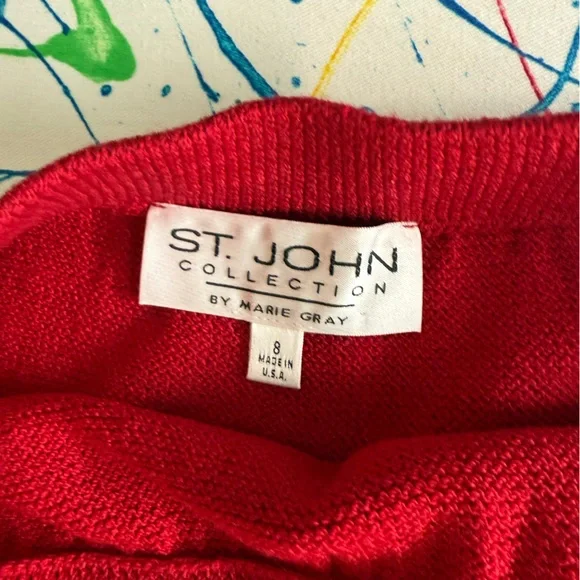 ST. JOHN
COLLECTION
BY MARIE GRAY
8
MADE IN
U.S.A.